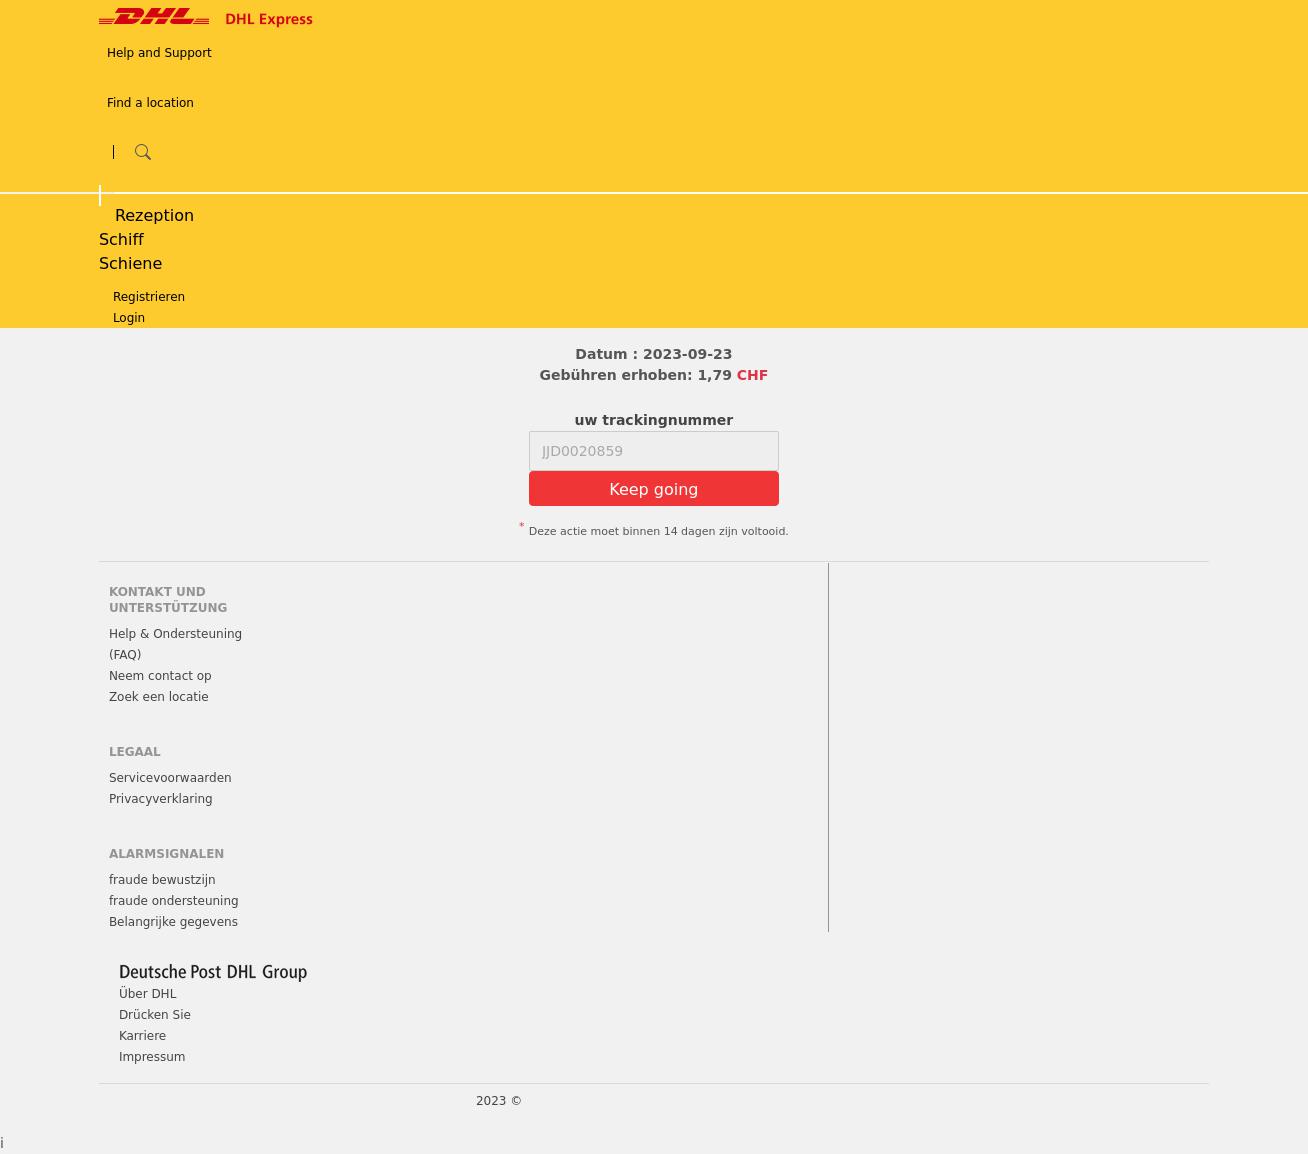 DHL DHL Express
Help and Support
Find a location
Rezeption
Schiff
Schiene
Registrieren
Login
Datum : 2023-09-23
Gebühren erhoben: 1,79 CHF
uw trackingnummer
JJD0020859
Keep going
* Deze actie moet binnen 14 dagen zijn voltooid.
KONTAKT UND
UNTERSTÜTZUNG
Help & Ondersteuning
(FAQ)
Neem contact op
Zoek een locatie
LEGAAL
Servicevoorwaarden
Privacyverklaring
ALARMSIGNALEN
fraude bewustzijn
fraude ondersteuning
Belangrijke gegevens
Deutsche Post DHL Group
Über DHL
Drücken Sie
Karriere
Impressum
2023 ©
i